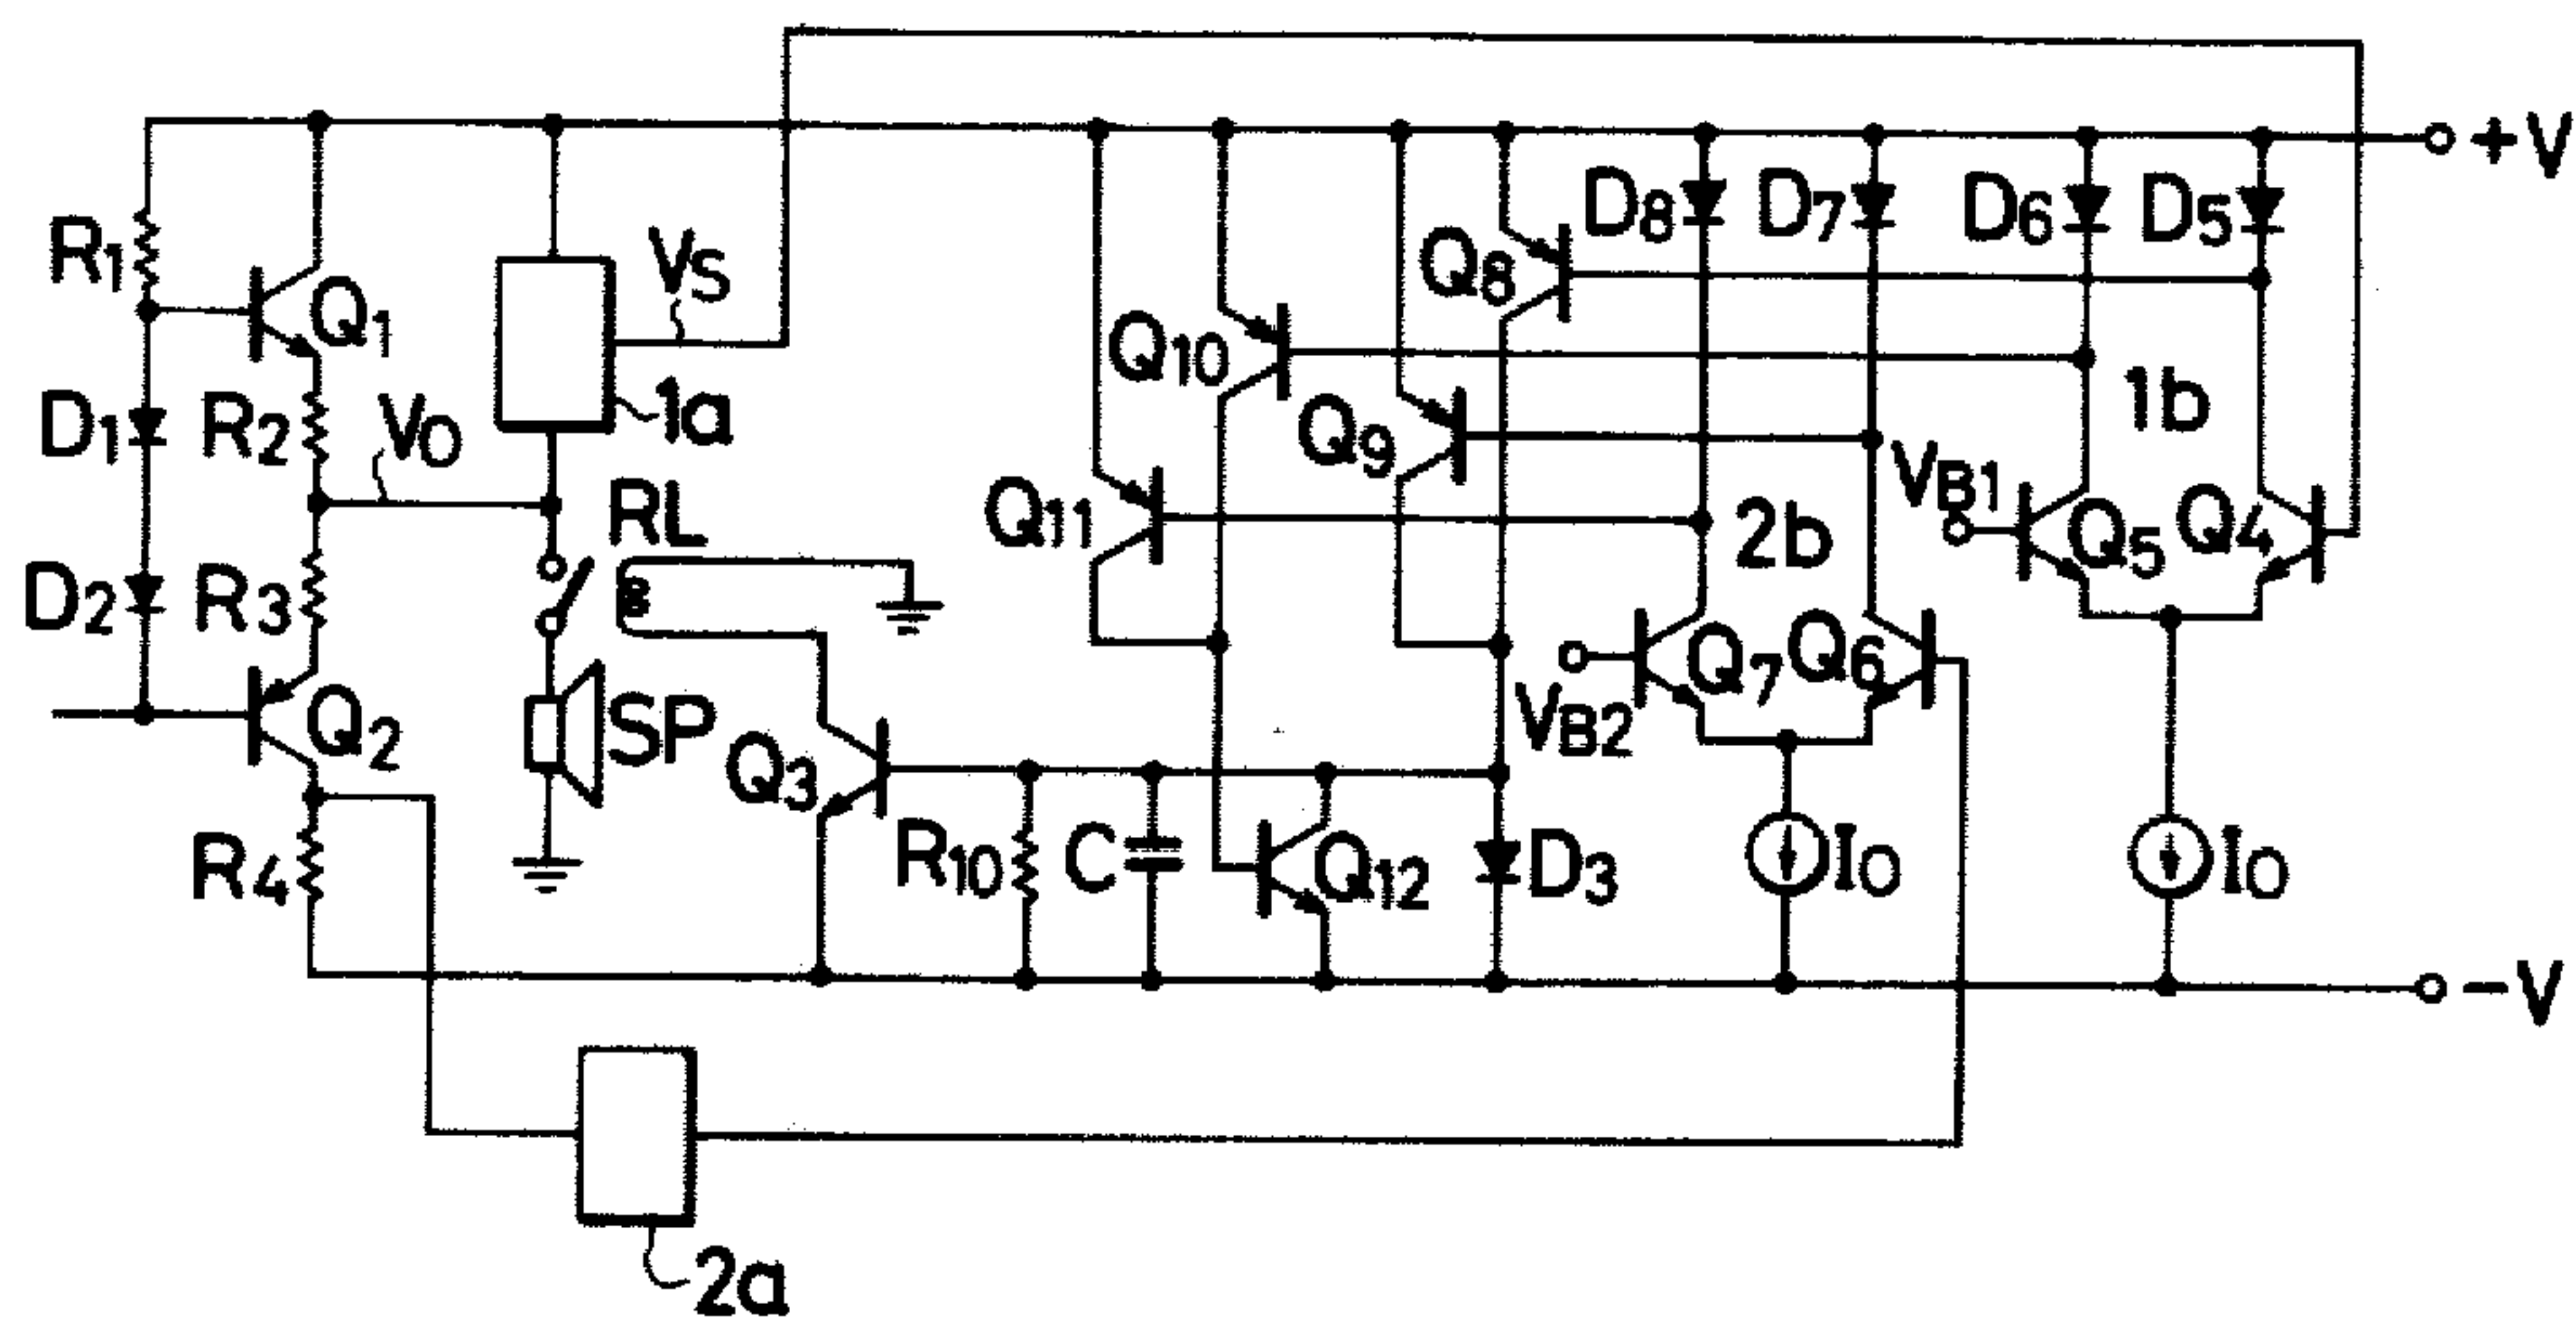 +V
R1
Q1
VS
D8
D7
D6
D5
Q8
Q10
D1
R2
VO
1a
Q9
1b
VB1
Q11
RL
2b
Q5
Q4
D2
R3
Q7
Q6
VB2
Q2
SP
Q3
R4
R10
C
Q12
D3
IO
IO
-V
2a